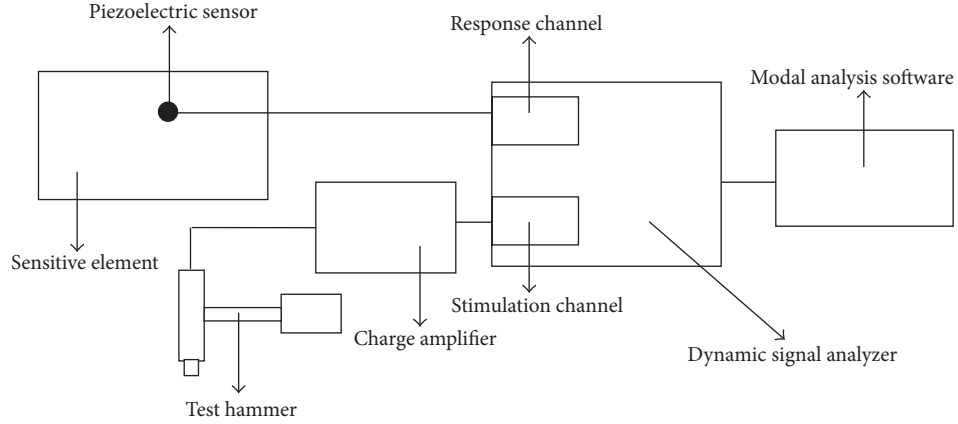 Piezoelectric sensor
Response channel
Modal analysis software
Sensitive element
Stimulation channel
Charge amplifier
Dynamic signal analyzer
Test hammer